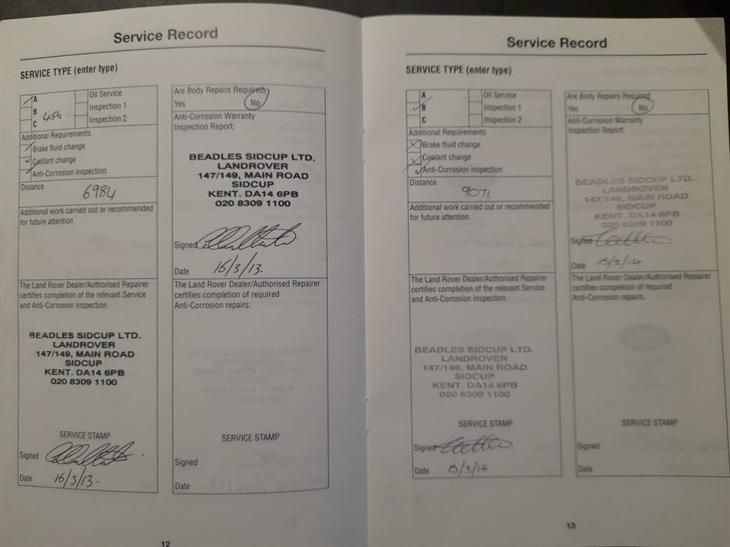 Service Record
SERVICE TYPE (enter type)
A
B
C
Oil Service
Inspection 1
Inspection 2
Additional Requirements
Brake fluid change
Coolant change
Anti-Corrosion inspection
Distance
6984
Additional work carried out or recommended
for future attention
The Land Rover Dealer/Authorised Repairer
certifies completion of the relevant Service
and Anti-Corrosion Inspection.
BEADLES SIDCUP LTD.
LANDROVER
147/149, MAIN ROAD
SIDCUP
KENT. DA14 6PB
020 8309 1100
SERVICE STAMP
Signed
Date 16/3/13.
Are Body Repairs Required
Yes No
Anti-Corrosion Warranty
Inspection Report:
BEADLES SIDCUP LTD.
LANDROVER
147/149, MAIN ROAD
SIDCUP
KENT. DA14 6PB
020 8309 1100
Signed
Date 16/3/13.
The Land Rover Dealer/Authorised Repairer
certifies completion of required
Anti-Corrosion repairs.
SERVICE STAMP
Signed
Date
12
Service Record
SERVICE TYPE (enter type)
A
B
C
Oil Service
Inspection 1
Inspection 2
Additional Requirements
Brake fluid change
Coolant change
Anti-Corrosion inspection
Distance
9071
Additional work carried out or recommended
for future attention
The Land Rover Dealer/Authorised Repairer
certifies completion of the relevant Service
and Anti-Corrosion Inspection.
BEADLES SIDCUP LTD.
LANDROVER
147/149, MAIN ROAD
SIDCUP
KENT. DA14 6PB
020 8309 1100
SERVICE STAMP
Signed
Date
Are Body Repairs Required
Yes No
Anti-Corrosion Warranty
Inspection Report:
BEADLES SIDCUP LTD.
LANDROVER
147/149, MAIN ROAD
SIDCUP
KENT. DA14 6PB
020 8309 1100
Signed
Date
The Land Rover Dealer/Authorised Repairer
certifies completion of required
Anti-Corrosion repairs.
SERVICE STAMP
Signed
Date
13